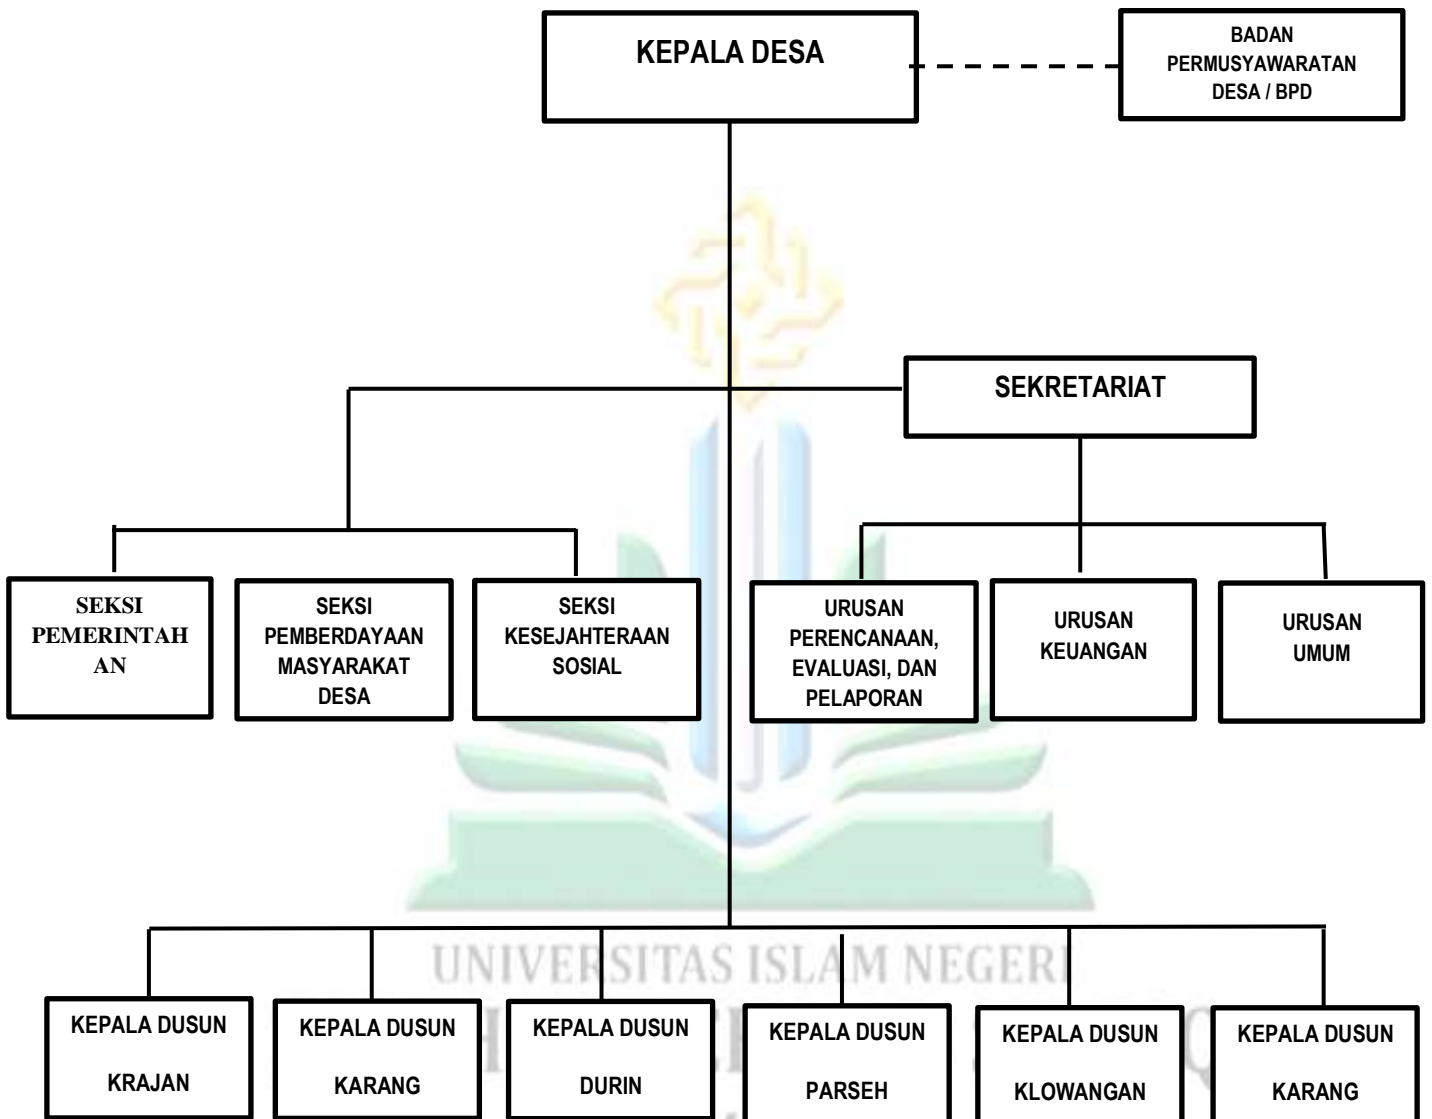 KEPALA DESA
BADAN
PERMUSYAWARATAN
DESA / BPD
SEKRETARIAT
SEKSI
PEMERINTAH
AN
SEKSI
PEMBERDAYAAN
MASYARAKAT
DESA
SEKSI
KESEJAHTERAAN
SOSIAL
URUSAN
PERENCANAAN,
EVALUASI, DAN
PELAPORAN
URUSAN
KEUANGAN
URUSAN
UMUM
UNIVERSITAS ISLAM NEGERI
KEPALA DUSUN
KRAJAN
KEPALA DUSUN
KARANG
KEPALA DUSUN
DURIN
KEPALA DUSUN
PARSEH
KEPALA DUSUN
KLOWANGAN
KEPALA DUSUN
KARANG